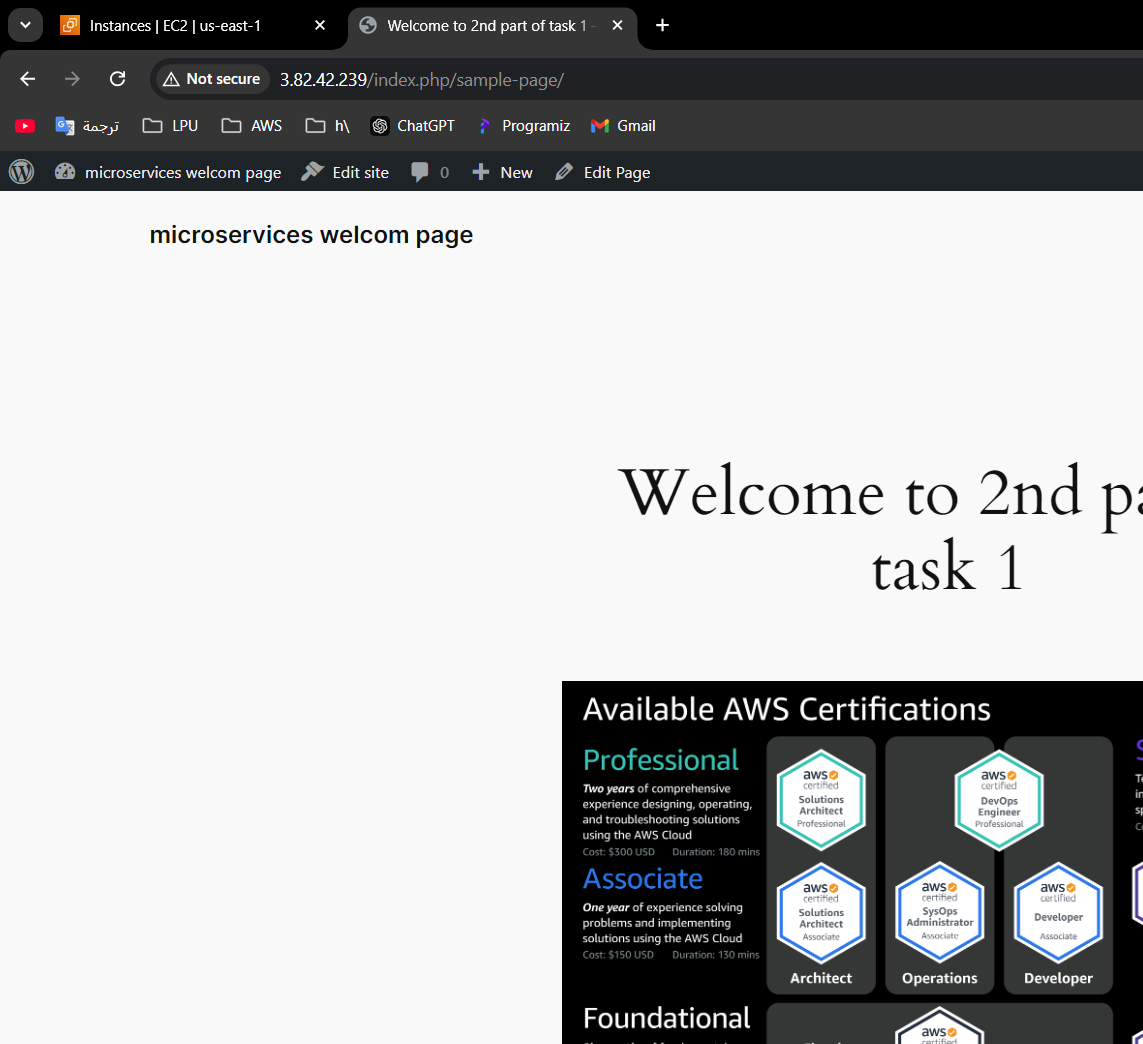 Instances | EC2 | us-east-1
Welcome to 2nd part of task 1 -
Not secure
3.82.42.239/index.php/sample-page/
ترجمة
LPU
AWS
h\
ChatGPT
Programiz
Gmail
microservices welcom page
Edit site
0
New
Edit Page
microservices welcom page
Welcome to 2nd pa
task 1
Available AWS Certifications
Professional
Two years of comprehensive
experience designing, operating,
and troubleshooting solutions
using the AWS Cloud
Cost: $300 USD Duration: 180 mins
aws
certified
Solutions
Architect
Professional
aws
certified
DevOps
Engineer
Professional
Associate
One year of experience solving
problems and implementing
solutions using the AWS Cloud
Cost: $150 USD Duration: 130 mins
aws
certified
Solutions
Architect
Associate
Architect
aws
certified
SysOps
Administrator
Associate
Operations
aws
certified
Developer
Associate
Developer
Foundational
aws
certified